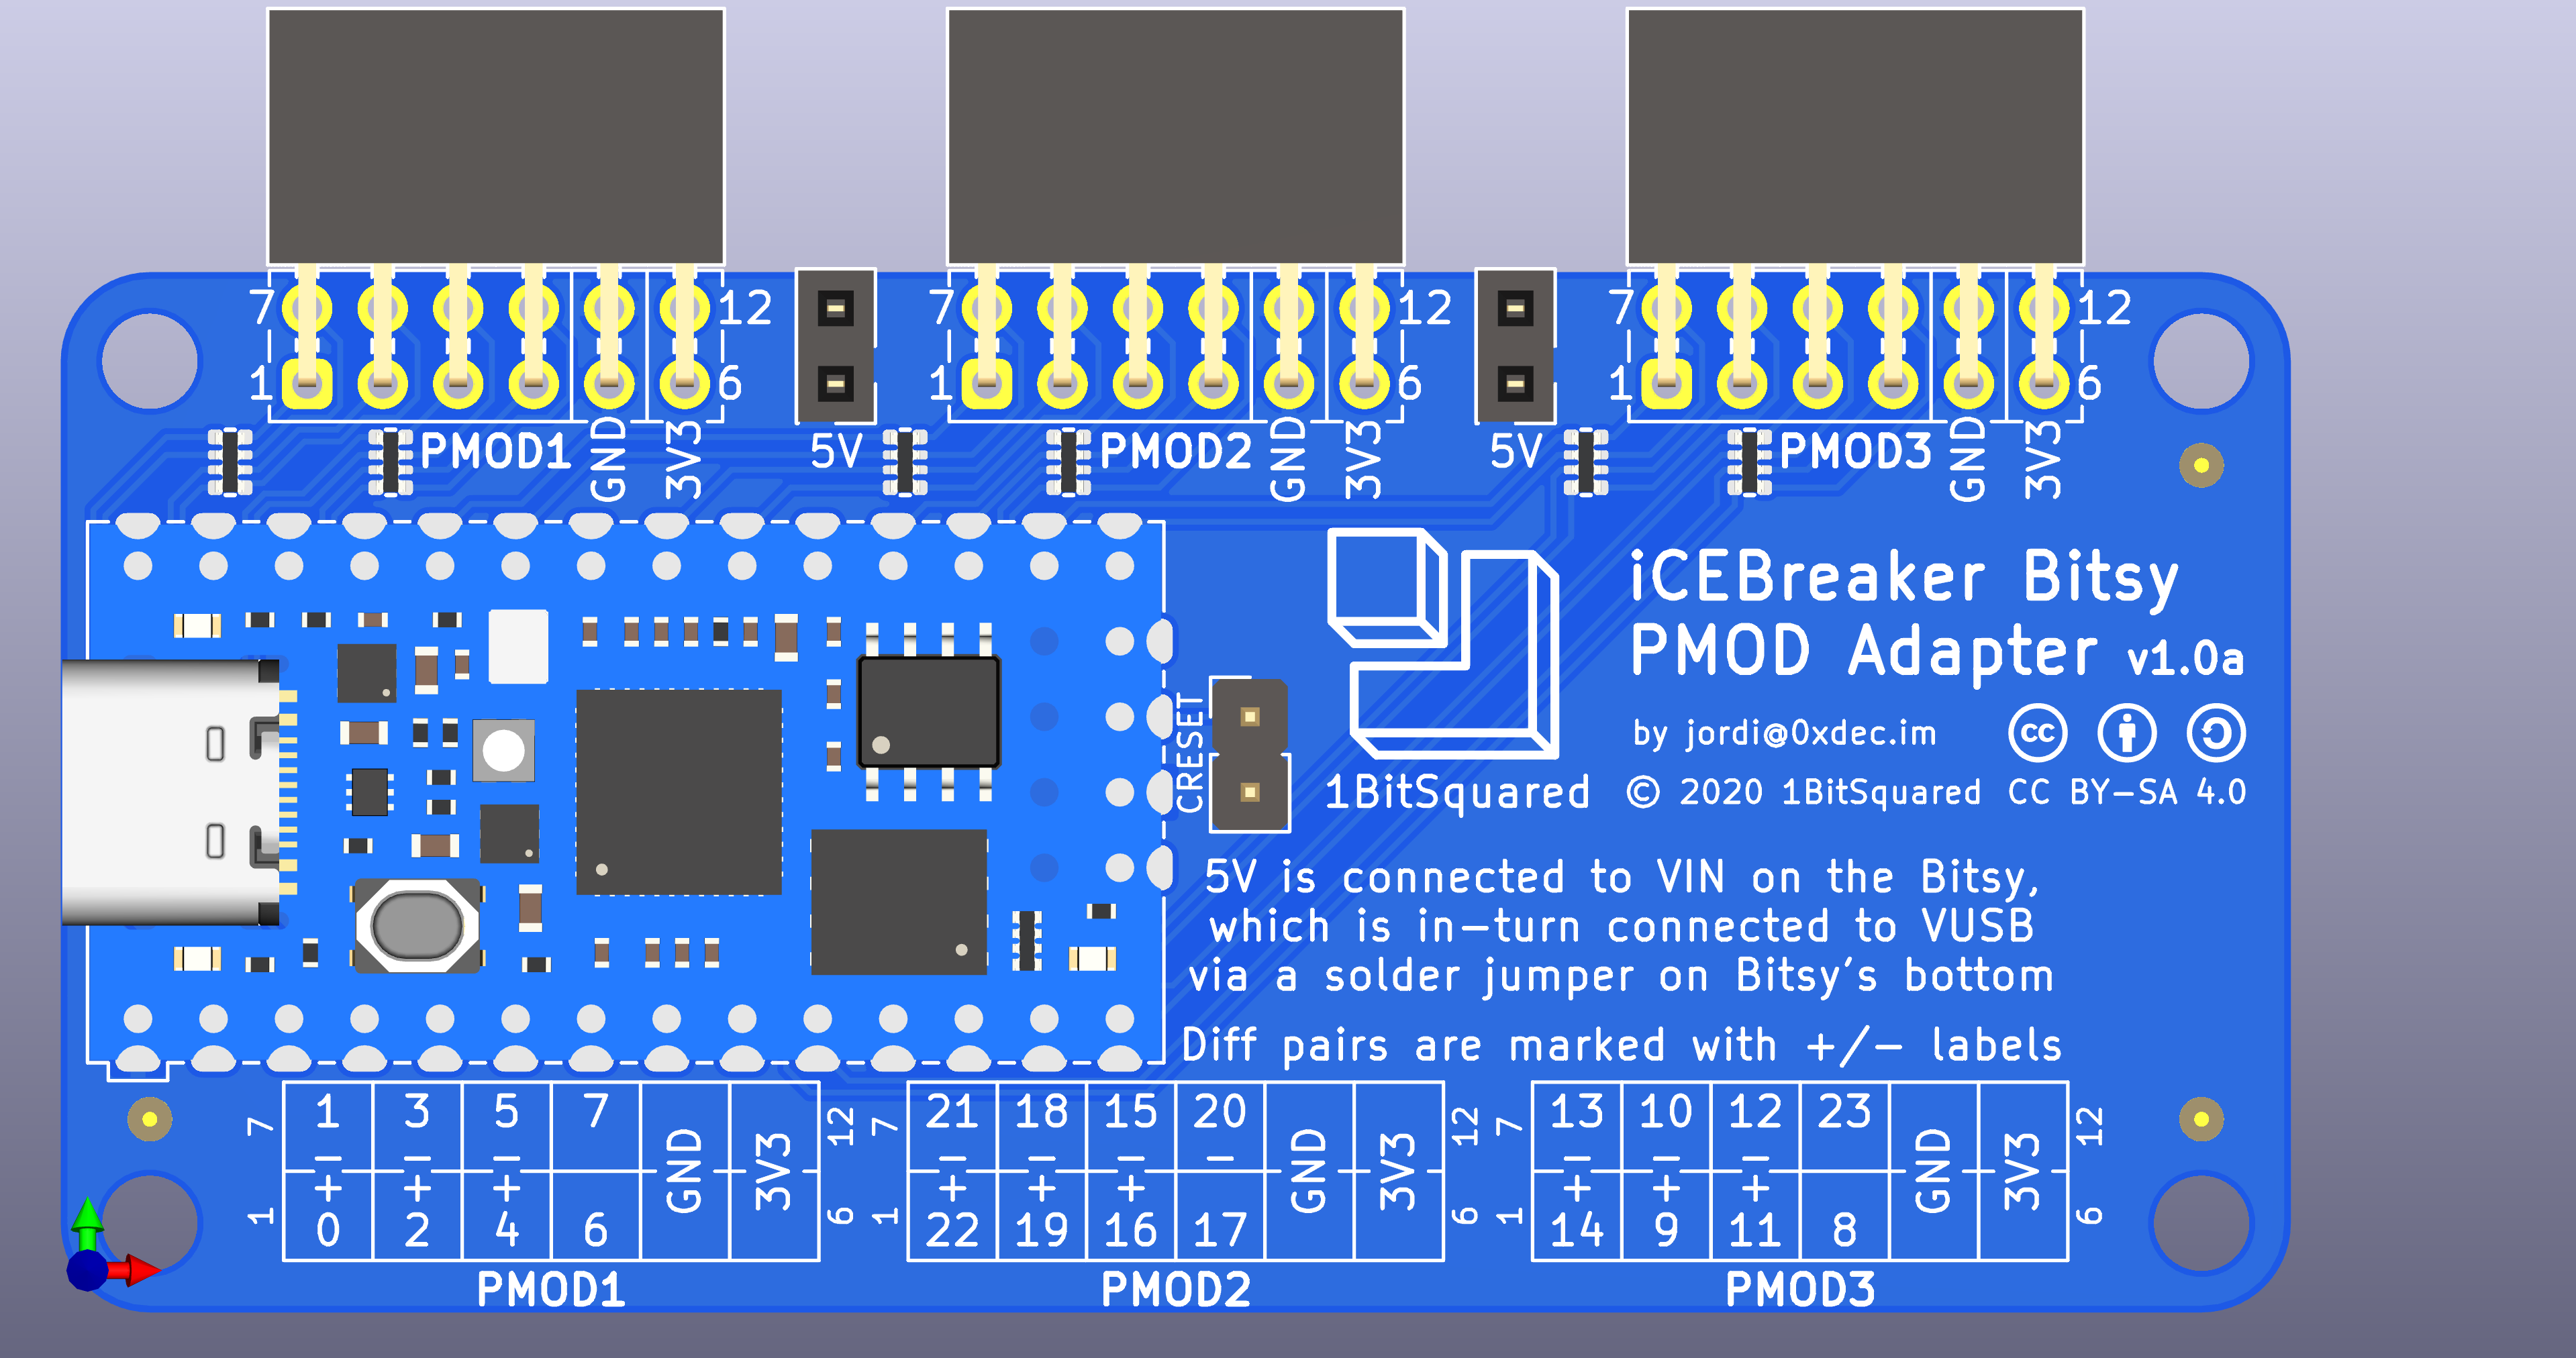 7 12 7 12 7 12
1 6 1 6 1 6
PMOD1 GND 3V3 5V PMOD2 GND 3V3 5V PMOD3 GND 3V3
iCEBreaker Bitsy
PMOD Adapter v1.0a
by jordi@0xdec.im cc
CRESET
1BitSquared © 2020 1BitSquared CC BY-SA 4.0
5V is connected to VIN on the Bitsy,
which is in-turn connected to VUSB
via a solder jumper on Bitsy's bottom
Diff pairs are marked with +/- labels
7 1 3 5 7 GND 3V3 12 7 21 18 15 20 GND 3V3 12 7 13 10 12 23 GND 3V3 12
- - - - - - - - - -
+ + + + + + + + +
1 0 2 4 6 6 1 22 19 16 17 6 1 14 9 11 8 6
PMOD1 PMOD2 PMOD3